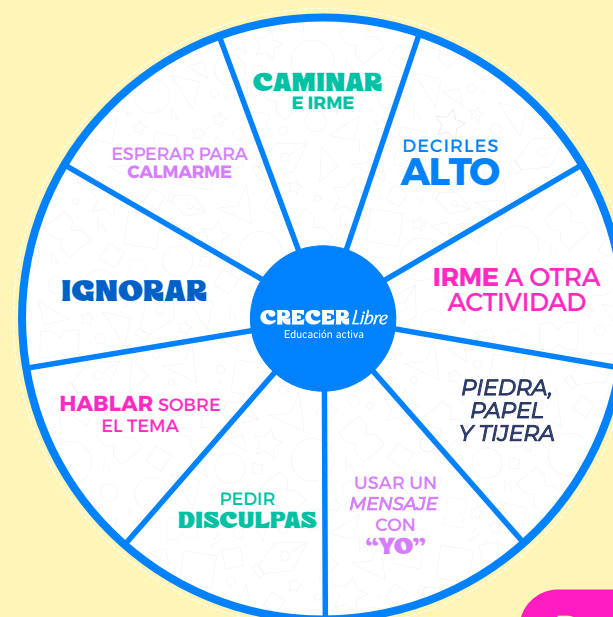 CAMINAR
E IRME
DECIRLES
ALTO
IRME A OTRA
ACTIVIDAD
PIEDRA,
PAPEL
Y TIJERA
USAR UN
MENSAJE
CON
“YO”
PEDIR
DISCULPAS
HABLAR SOBRE
EL TEMA
IGNORAR
ESPERAR PARA
CALMARME
CRECER Libre
Educación activa